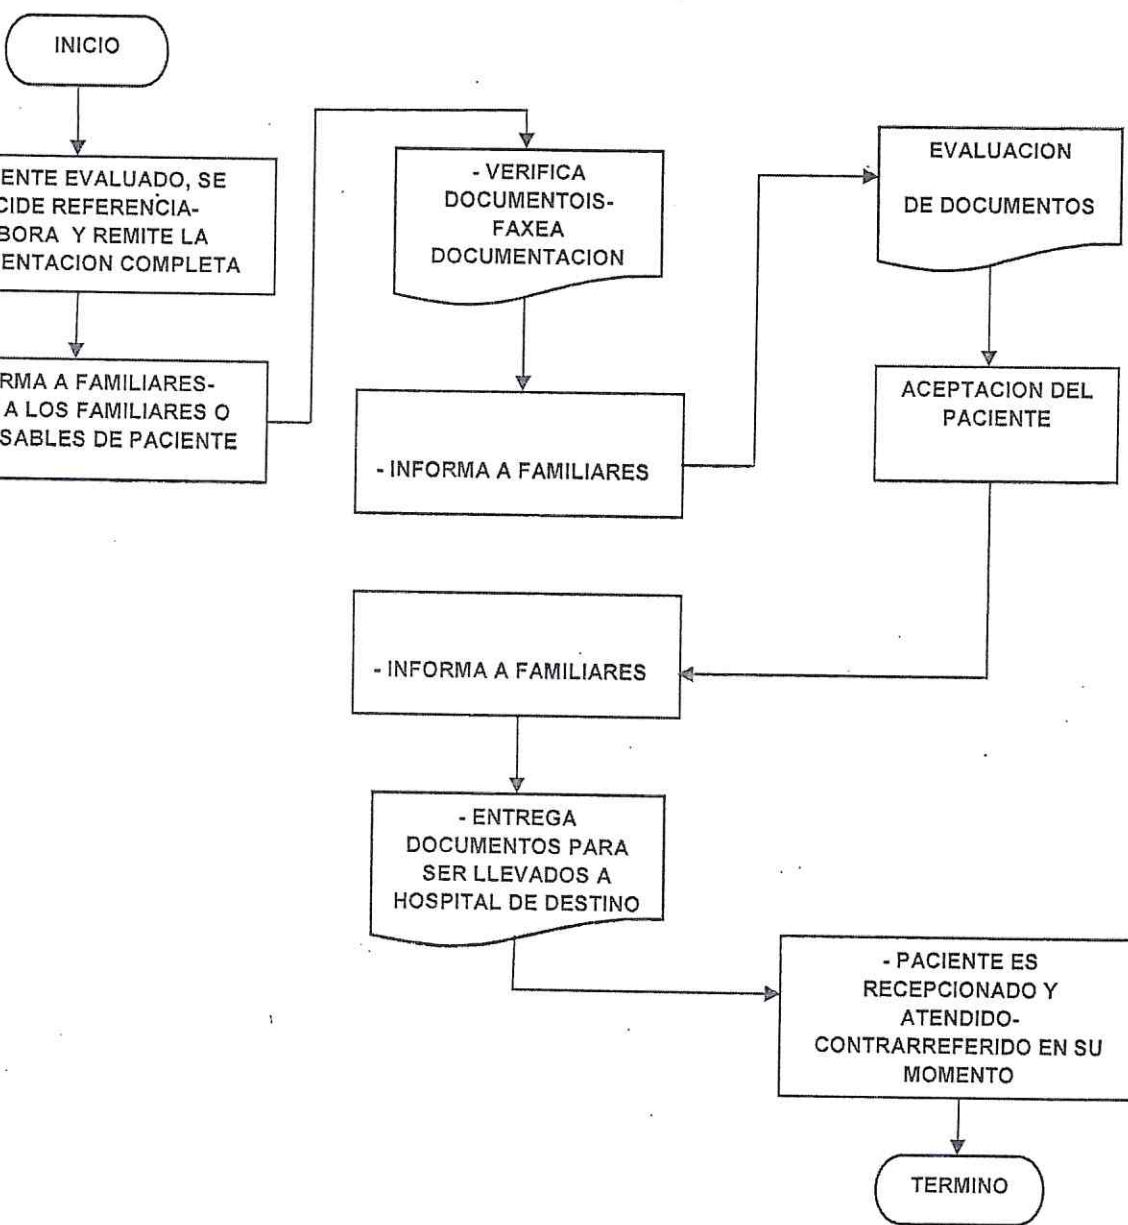 INICIO
ENTE EVALUADO, SE
CIDE REFERENCIA-
BORA Y REMITE LA
ENTACION COMPLETA
RMA A FAMILIARES-
A LOS FAMILIARES O
SABLES DE PACIENTE
- VERIFICA
DOCUMENTOIS-
FAXEA
DOCUMENTACION
- INFORMA A FAMILIARES
EVALUACION
DE DOCUMENTOS
ACEPTACION DEL
PACIENTE
- INFORMA A FAMILIARES
- ENTREGA
DOCUMENTOS PARA
SER LLEVADOS A
HOSPITAL DE DESTINO
- PACIENTE ES
RECEPCIONADO Y
ATENDIDO-
CONTRARREFERIDO EN SU
MOMENTO
TERMINO